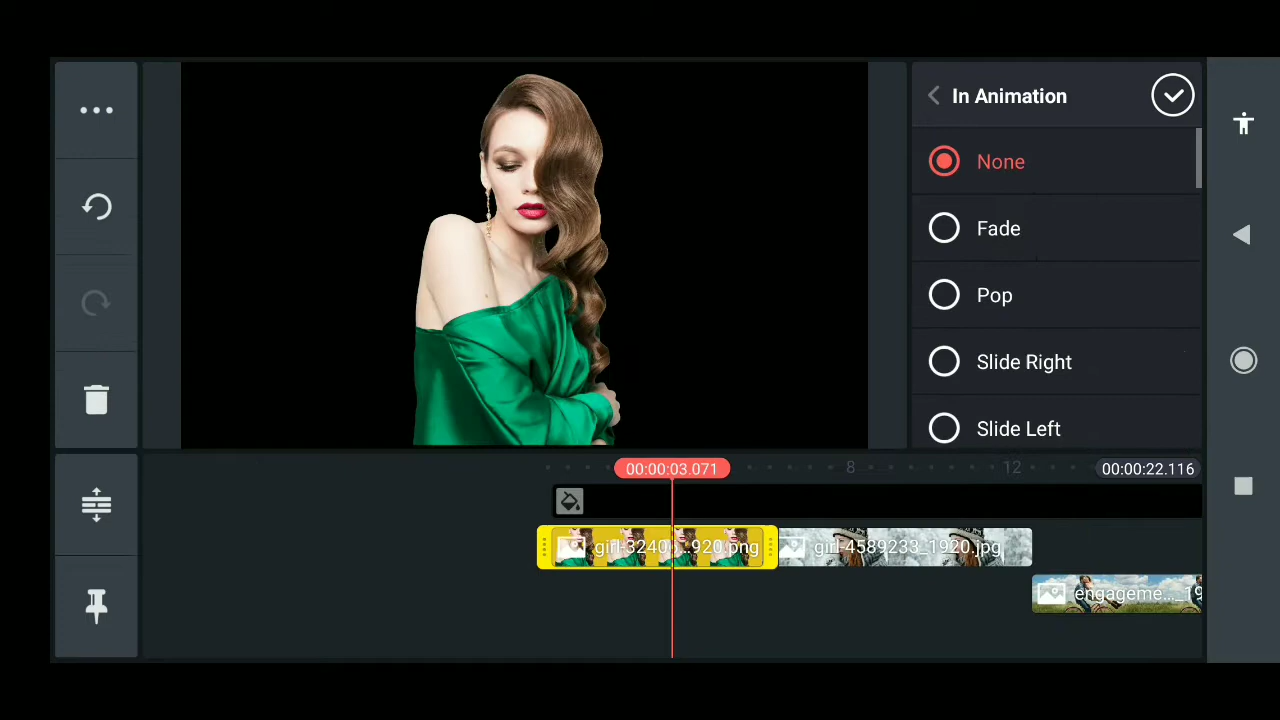 In Animation
None
Fade
Pop
Slide Right
Slide Left
00:00:03.071
8
12
00:00:22.116
girl-3240...920.png
girl-4589233_1920.jpg
engageme..._19